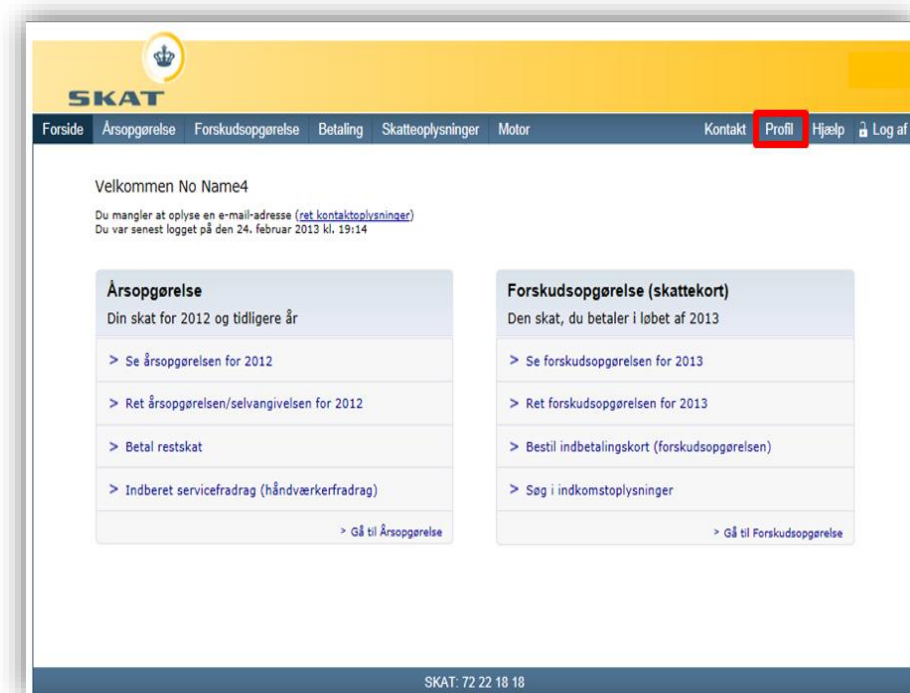 SKAT
Forside Årsopgørelse Forskudsopgørelse Betaling Skatteoplysninger Motor Kontakt Profil Hjælp Log af
Velkommen No Name4
Du mangler at oplyse en e-mail-adresse (ret kontaktoplysninger)
Du var senest logget på den 24. februar 2013 kl. 19:14
Årsopgørelse
Din skat for 2012 og tidligere år
> Se årsopgørelsen for 2012
> Ret årsopgørelsen/selvangivelsen for 2012
> Betal restskat
> Indberet servicefradrag (håndværkerfradrag)
> Gå til Årsopgørelse
Forskudsopgørelse (skattekort)
Den skat, du betaler i løbet af 2013
> Se forskudsopgørelsen for 2013
> Ret forskudsopgørelsen for 2013
> Bestil indbetalingskort (forskudsopgørelsen)
> Søg i indkomstoplysninger
> Gå til Forskudsopgørelse
SKAT: 72 22 18 18